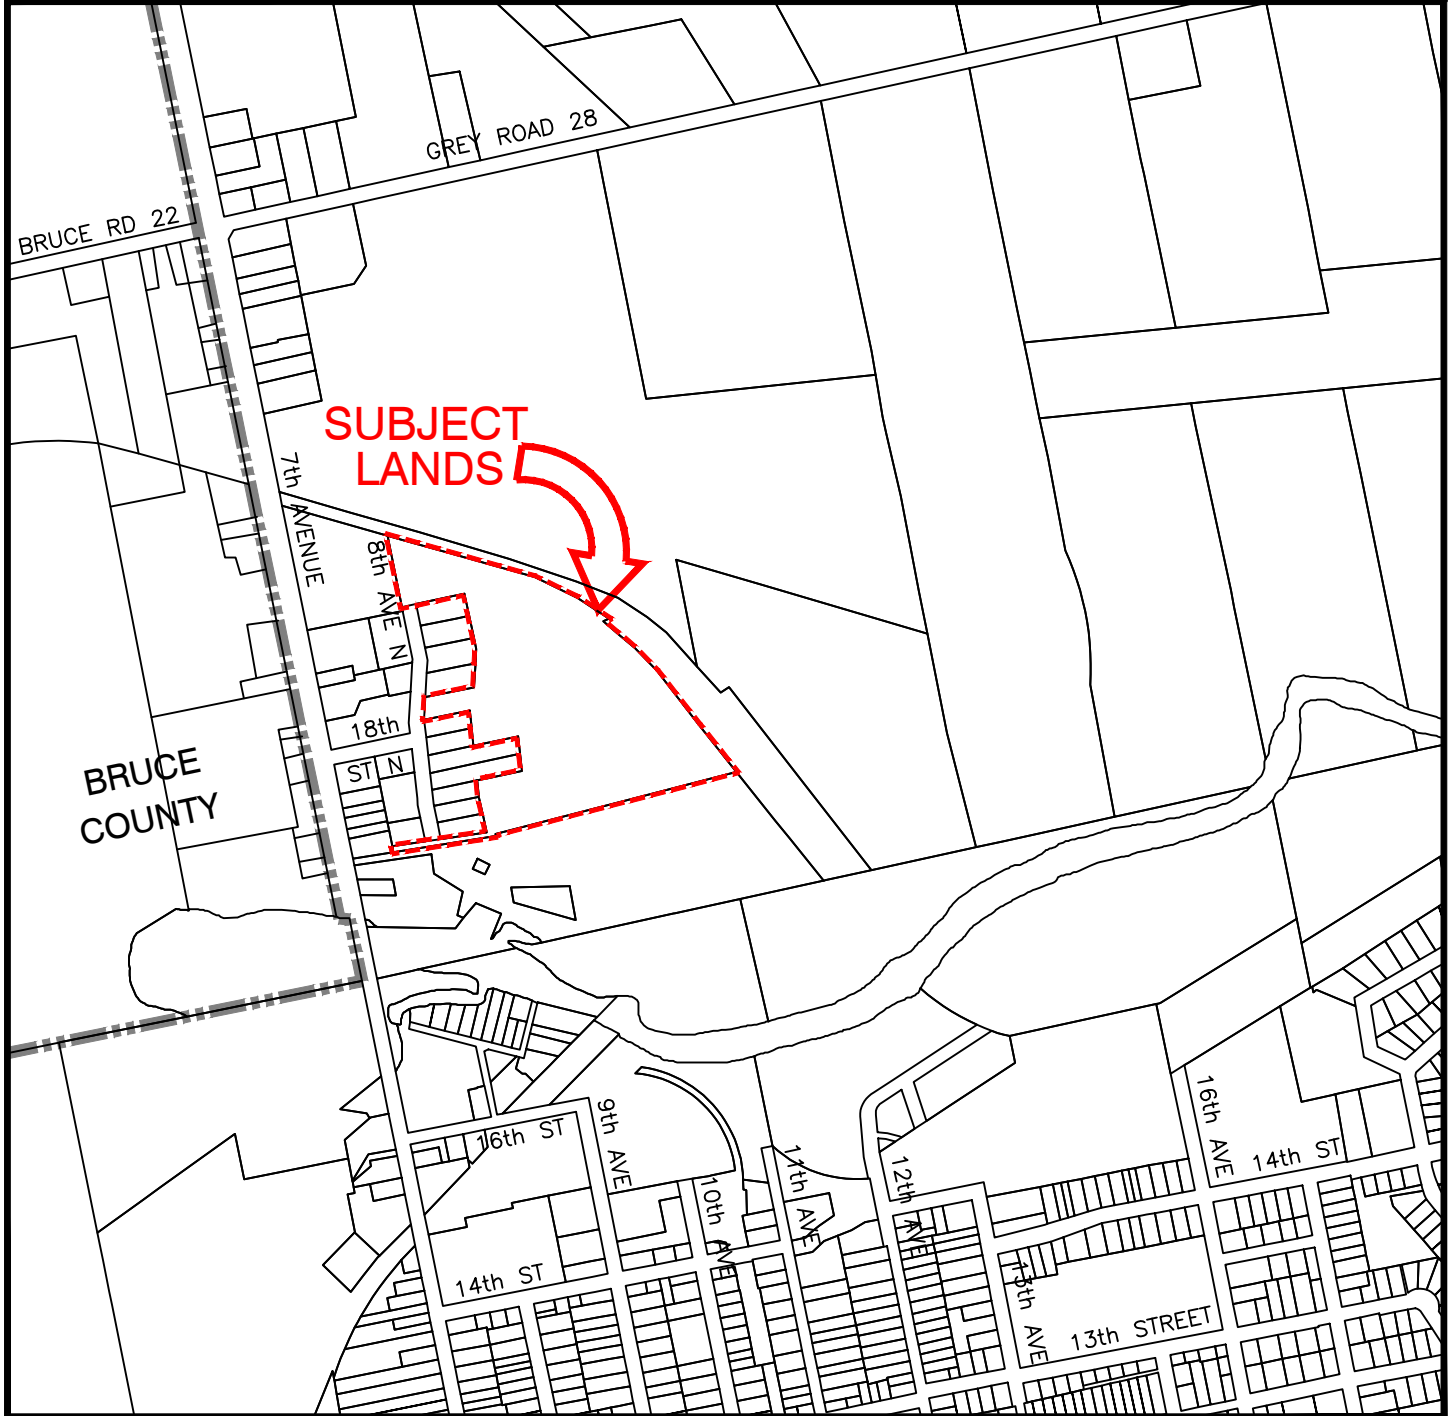 GREY ROAD 28
BRUCE RD 22
SUBJECT
LANDS
7th AVENUE
8th AVE N
18th
ST N
BRUCE
COUNTY
16th ST
9th AVE
10th AVE
11th AVE
12th AVE
16th AVE
14th ST
14th ST
13th AVE
13th STREET